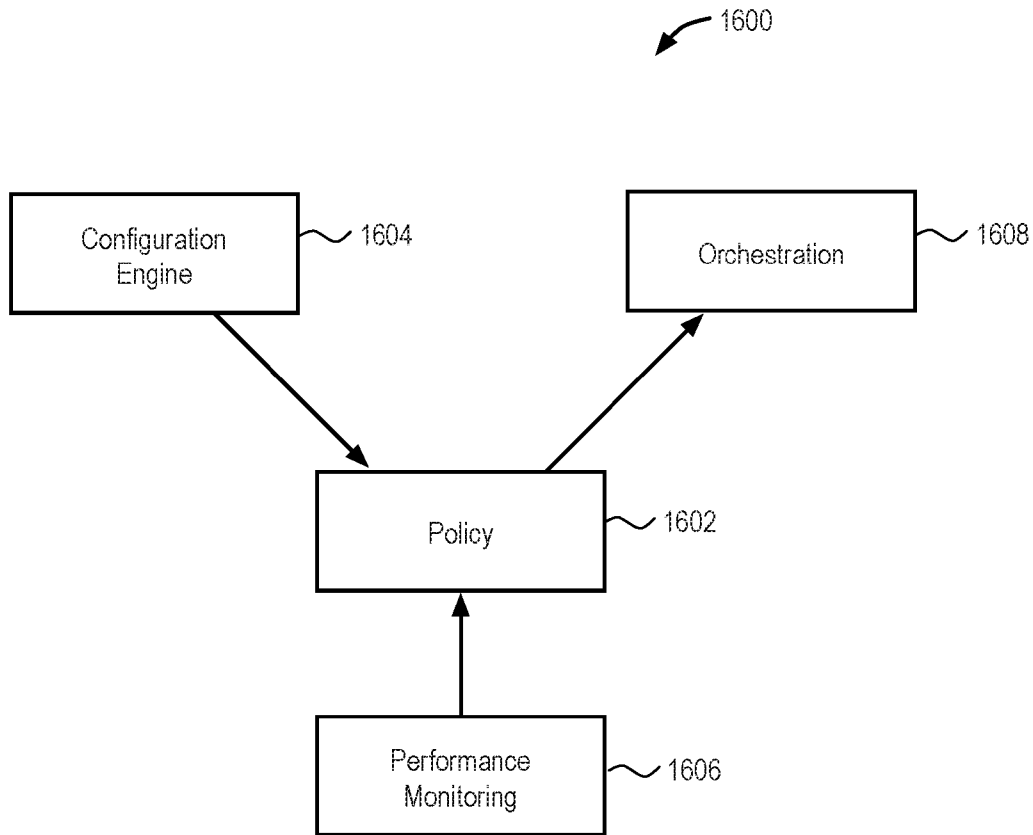 1600
Configuration
Engine
1604
Orchestration
1608
Policy
1602
Performance
Monitoring
1606